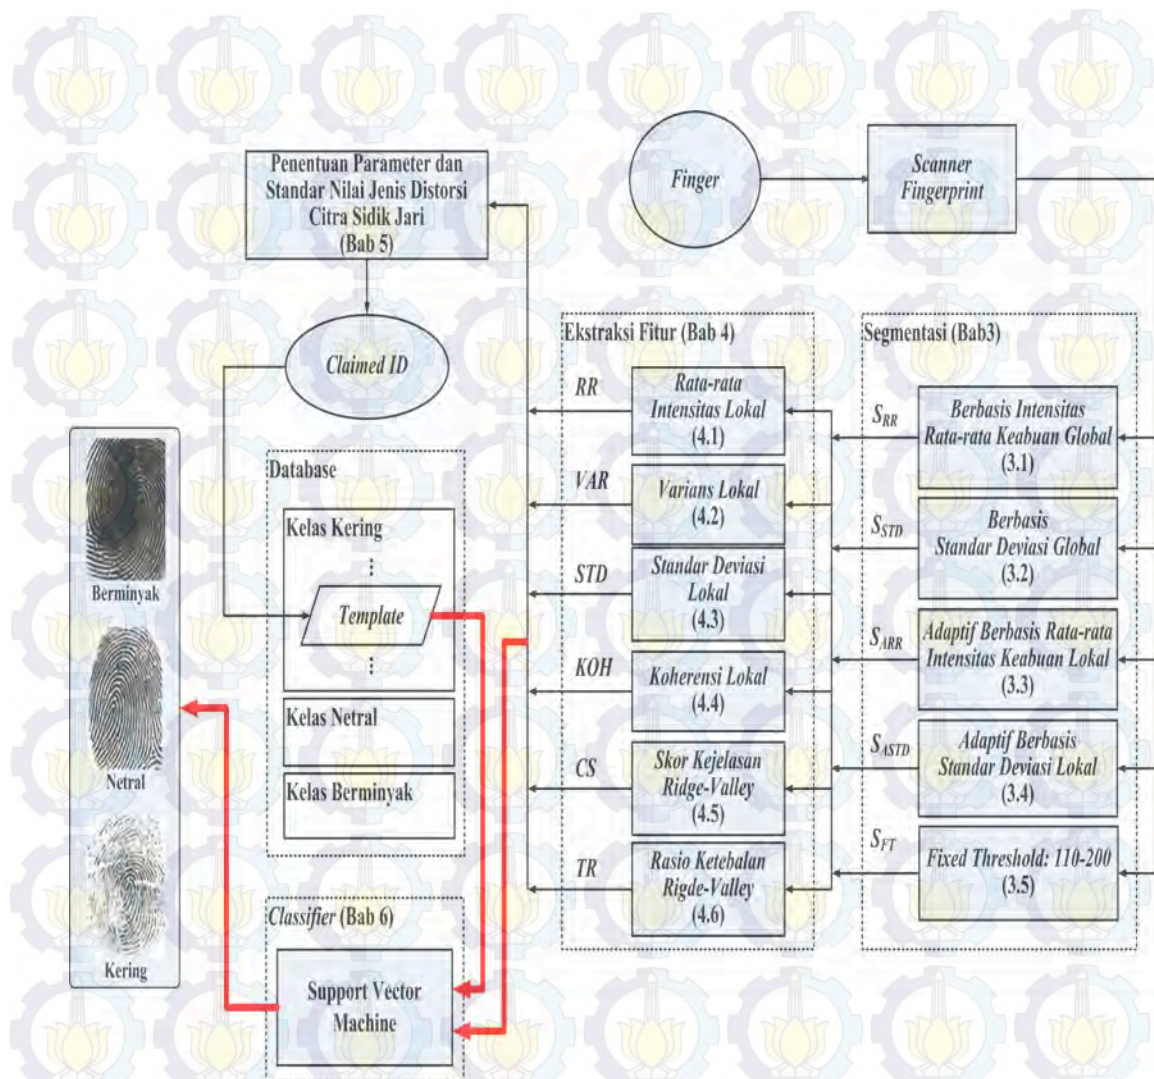 Penentuan Parameter dan
Standar Nilai Jenis Distorsi
Citra Sidik Jari
(Bab 5)
Finger
Scanner
Fingerprint
Claimed ID
Ekstraksi Fitur (Bab 4)
Segmentasi (Bab3)
RR
Rata-rata
Intensitas Lokal
(4.1)
S_RR
Berbasis Intensitas
Rata-rata Keabuan Global
(3.1)
VAR
Varians Lokal
(4.2)
S_STD
Berbasis
Standar Deviasi Global
(3.2)
STD
Standar Deviasi
Lokal
(4.3)
S_ARR
Adaptif Berbasis Rata-rata
Intensitas Keabuan Lokal
(3.3)
KOH
Koherensi Lokal
(4.4)
S_ASTD
Adaptif Berbasis
Standar Deviasi Lokal
(3.4)
CS
Skor Kejelasan
Ridge-Valley
(4.5)
S_FT
Fixed Threshold: 110-200
(3.5)
TR
Rasio Ketebalan
Rigde-Valley
(4.6)
Database
Kelas Kering
⋮
Template
⋮
Kelas Netral
Kelas Berminyak
Classifier (Bab 6)
Support Vector
Machine
Berminyak
Netral
Kering